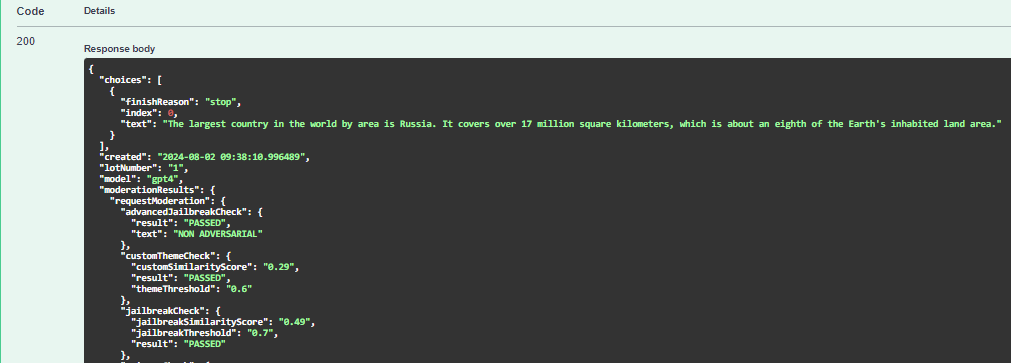 Code Details
200
Response body
{
"choices": [
{
"finishReason": "stop",
"index": 0,
"text": "The largest country in the world by area is Russia. It covers over 17 million square kilometers, which is about an eighth of the Earth's inhabited land area."
}
],
"created": "2024-08-02 09:38:10.996489",
"lotNumber": "1",
"model": "gpt4",
"moderationResults": {
"requestModeration": {
"advancedJailbreakCheck": {
"result": "PASSED",
"text": "NON ADVERSARIAL"
},
"customThemeCheck": {
"customSimilarityScore": "0.29",
"result": "PASSED",
"themeThreshold": "0.6"
},
"jailbreakCheck": {
"jailbreakSimilarityScore": "0.49",
"jailbreakThreshold": "0.7",
"result": "PASSED"
},